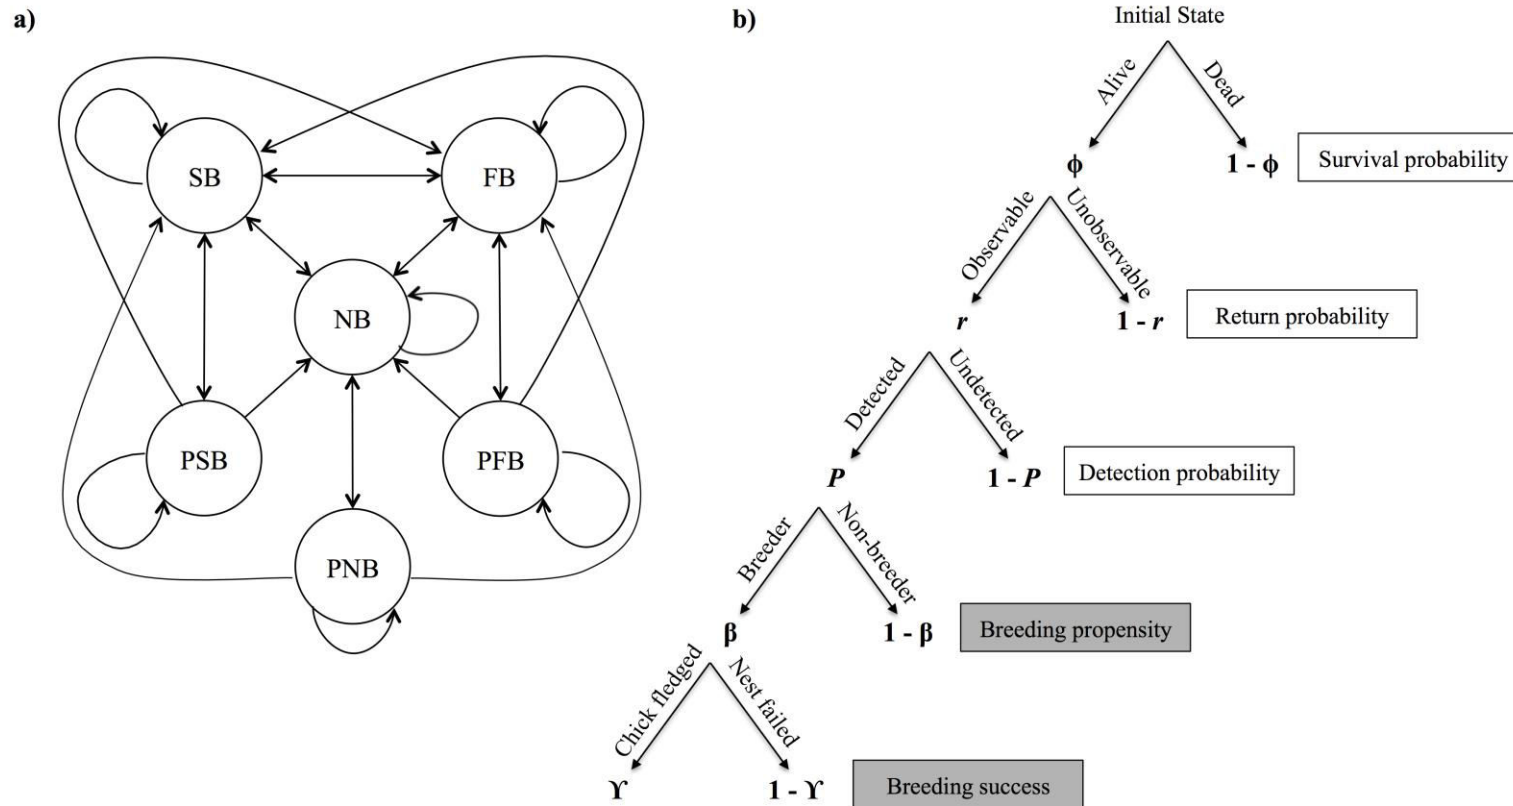 a)
SB
FB
NB
PSB
PFB
PNB
b)
Initial State
Alive
Dead
ϕ
1 - ϕ
Survival probability
Observable
Unobservable
r
1 - r
Return probability
Detected
Undetected
P
1 - P
Detection probability
Breeder
Non-breeder
β
1 - β
Breeding propensity
Chick fledged
Nest failed
ϒ
1 - ϒ
Breeding success